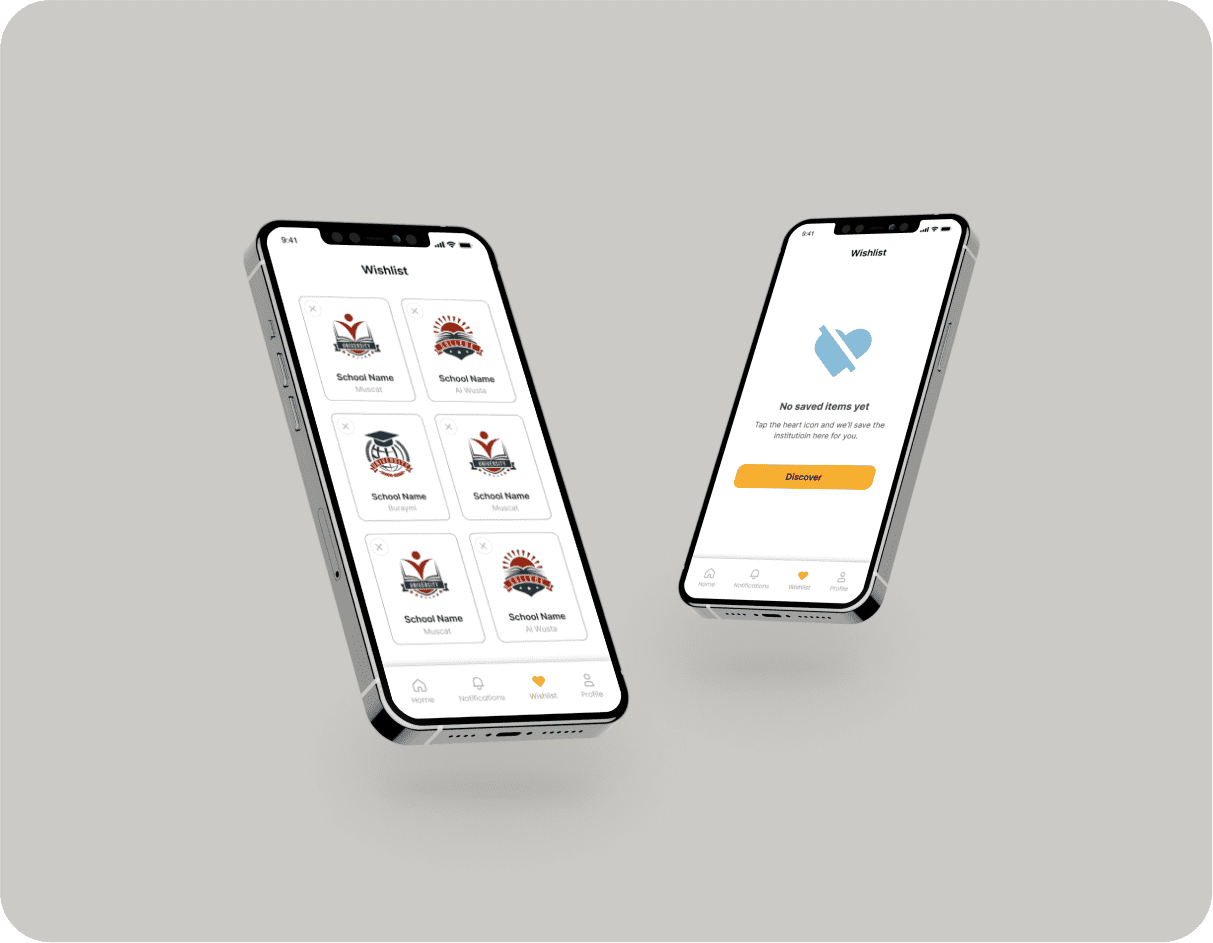 9:41
Wishlist
UNIVERSITY
School Name
Muscat
COLLEGE
School Name
Al Wusta
UNIVERSITY
School Name
Buraymi
UNIVERSITY
School Name
Muscat
UNIVERSITY
School Name
Muscat
COLLEGE
School Name
Al Wusta
Home
Notifications
Wishlist
Profile
9:41
Wishlist
No saved items yet
Tap the heart icon and we'll save the
institutioin here for you.
Discover
Home
Notifications
Wishlist
Profile